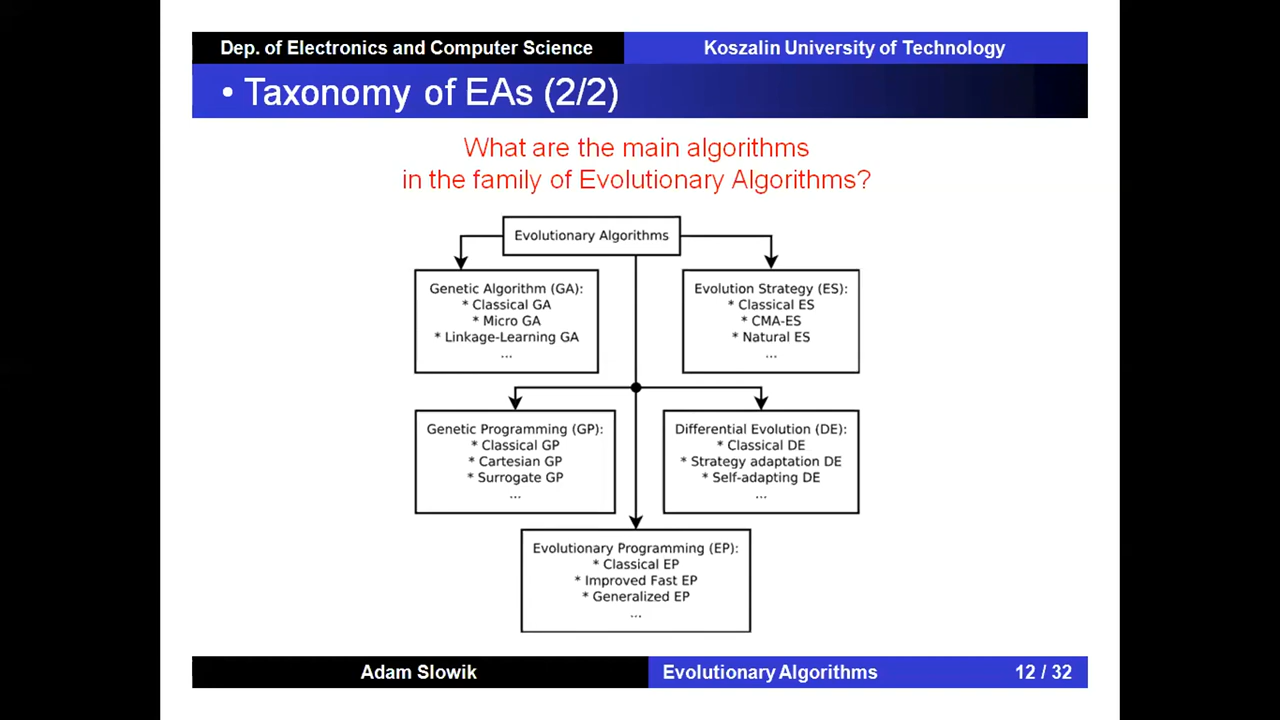 Dep. of Electronics and Computer Science
Koszalin University of Technology
• Taxonomy of EAs (2/2)
What are the main algorithms
in the family of Evolutionary Algorithms?
Evolutionary Algorithms
Genetic Algorithm (GA):
* Classical GA
* Micro GA
* Linkage-Learning GA
...
Evolution Strategy (ES):
* Classical ES
* CMA-ES
* Natural ES
...
Genetic Programming (GP):
* Classical GP
* Cartesian GP
* Surrogate GP
...
Differential Evolution (DE):
* Classical DE
* Strategy adaptation DE
* Self-adapting DE
...
Evolutionary Programming (EP):
* Classical EP
* Improved Fast EP
* Generalized EP
...
Adam Slowik
Evolutionary Algorithms
12 / 32